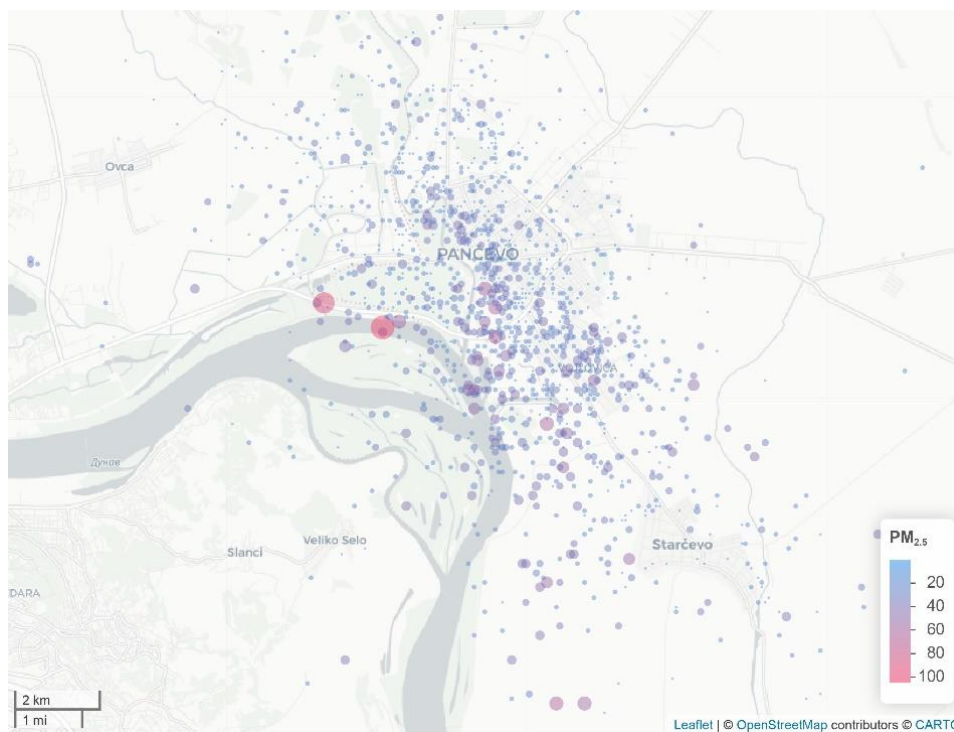 Ovca
PANČEVO
VOJLOVICA
Дунав
Slanci
Veliko Selo
Starčevo
DARA
PM2.5
20
40
60
80
100
2 km
1 mi
Leaflet | © OpenStreetMap contributors © CARTO